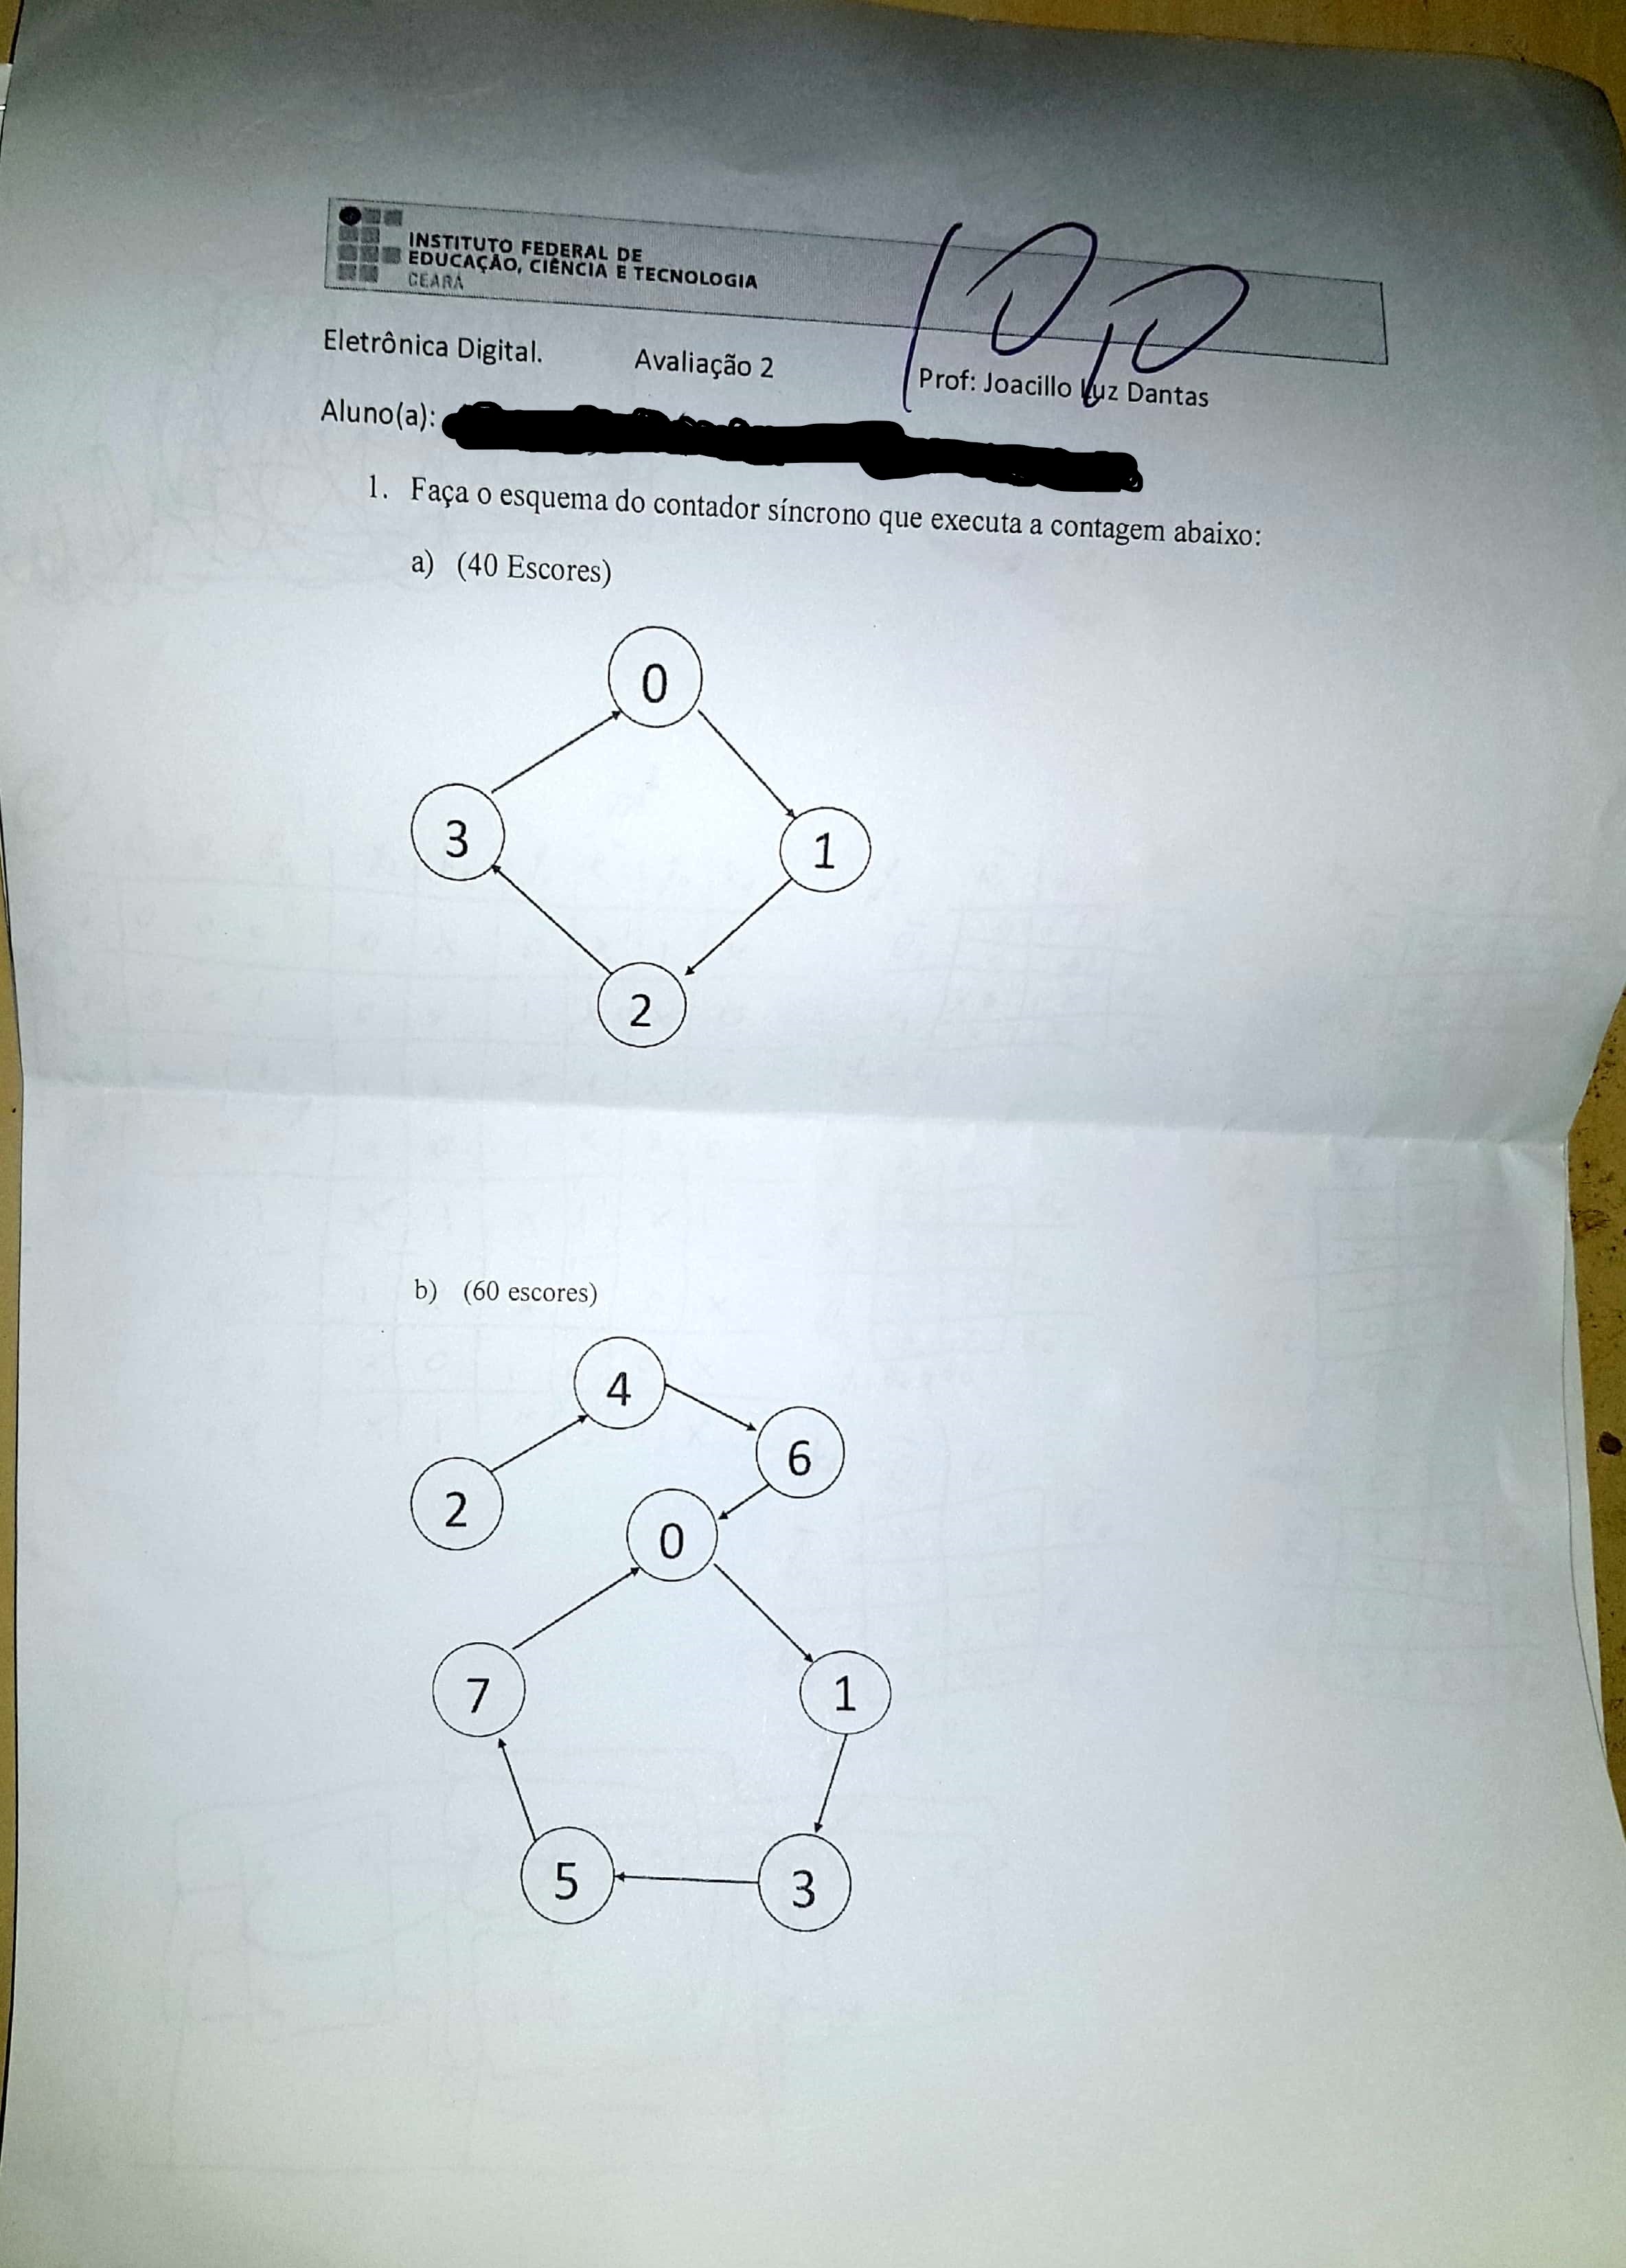 INSTITUTO FEDERAL DE
EDUCAÇÃO, CIÊNCIA E TECNOLOGIA
CEARÁ
10,0
Eletrônica Digital. Avaliação 2 Prof: Joacillo Luz Dantas
Aluno(a):
1. Faça o esquema do contador síncrono que executa a contagem abaixo:
a) (40 Escores)
0
3
1
2
b) (60 escores)
4
6
2
0
7
1
5
3